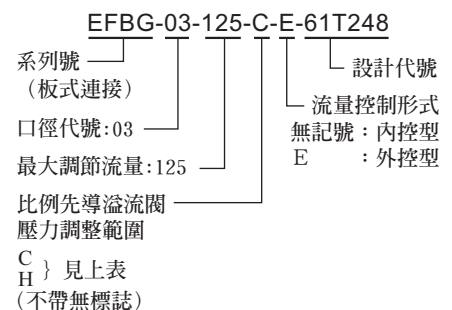 EFBG-03-125-C-E-61T248
系列號
（板式連接）
口徑代號:03
最大調節流量:125
比例先導溢流閥
壓力調整範圍
C
H } 見上表
(不帶無標誌)
設計代號
流量控制形式
無記號：內控型
E ：外控型